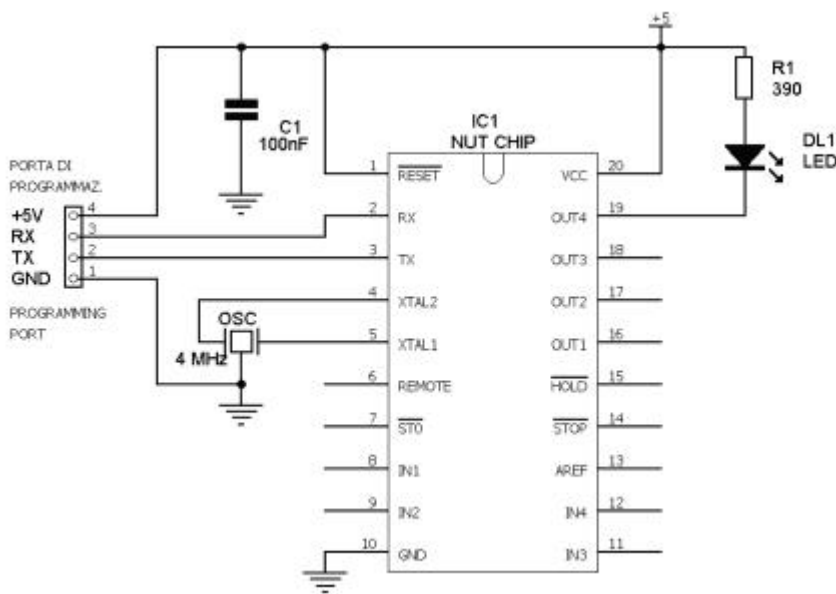 +5
R1
390
IC1
NUT CHIP
C1
100nF
DL1
LED
PORTA DI
PROGRAMMAZ.
+5V 4
RX 3
TX 2
GND 1
PROGRAMMING
PORT
OSC
4 MHz
1 RESET
2 RX
3 TX
4 XTAL2
5 XTAL1
6 REMOTE
7 ST0
8 IN1
9 IN2
10 GND
VCC 20
OUT4 19
OUT3 18
OUT2 17
OUT1 16
HOLD 15
STOP 14
AREF 13
IN4 12
IN3 11